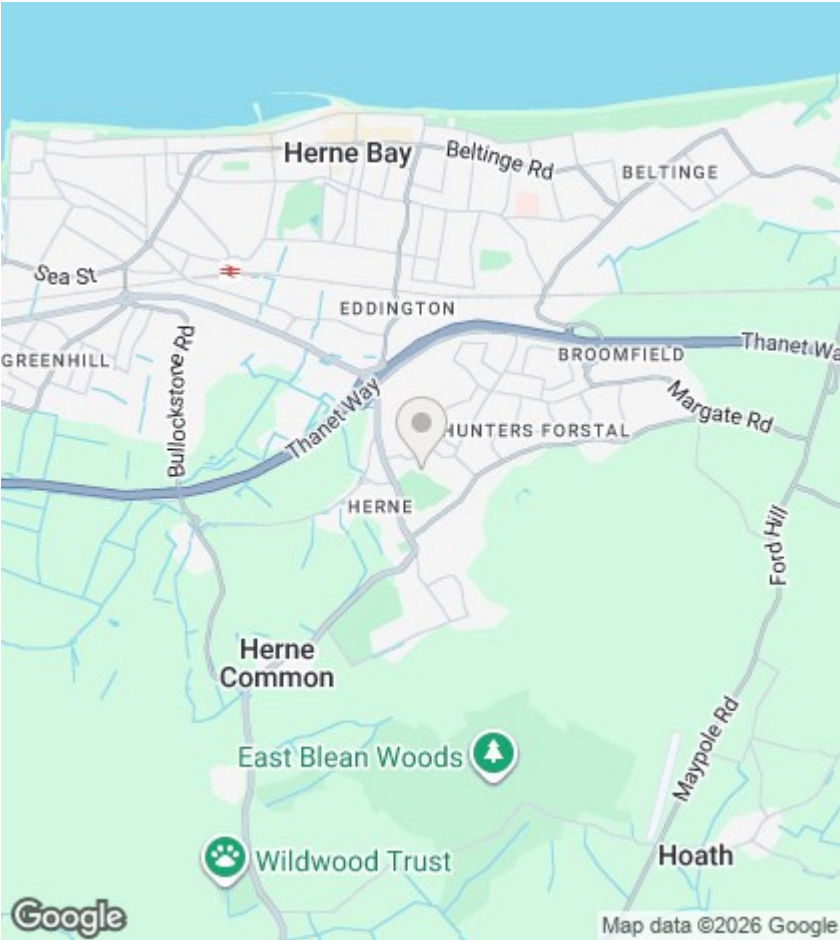 Herne Bay
Beltinge Rd
BELTINGE
Sea St
EDDINGTON
GREENHILL
Bullockstone Rd
Thanet Way
BROOMFIELD
Thanet Wa
Margate Rd
HUNTERS FORSTAL
HERNE
Ford Hill
Herne
Common
East Blean Woods
Maypole Rd
Hoath
Wildwood Trust
Google
Map data ©2026 Google